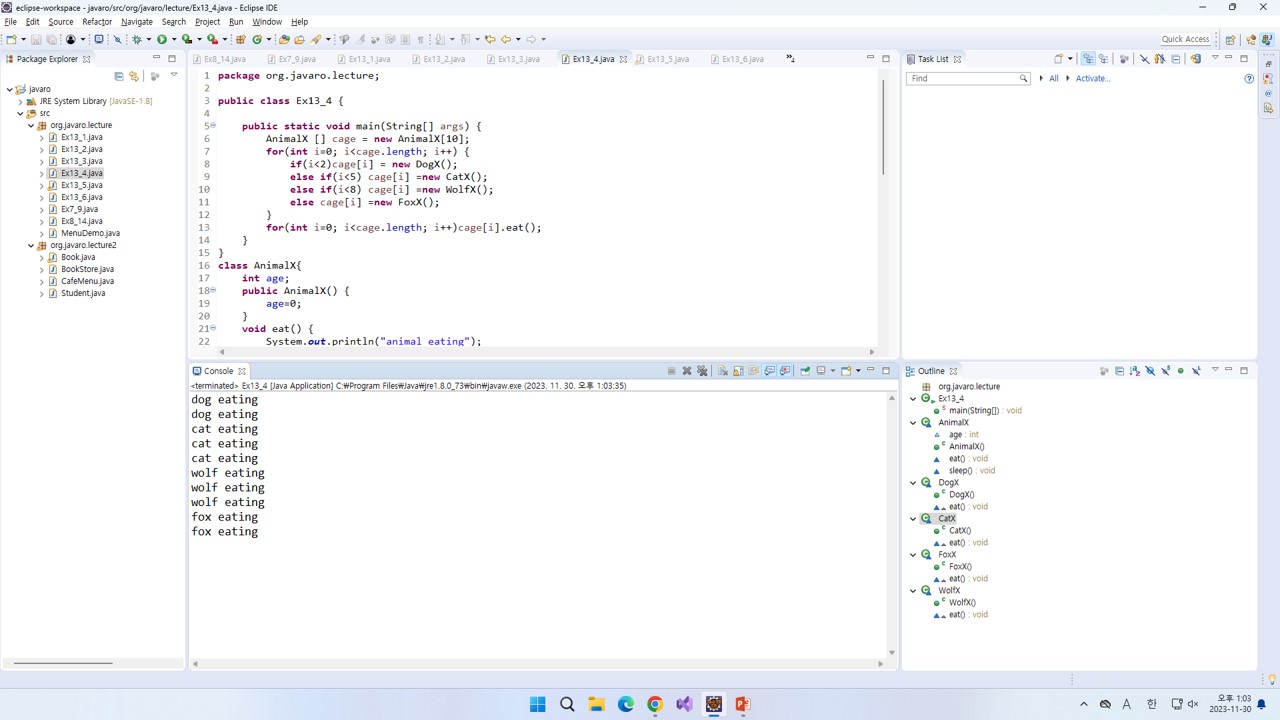 eclipse-workspace - javaro/src/org/javaro/lecture/Ex13_4.java - Eclipse IDE
File Edit Source Refactor Navigate Search Project Run Window Help
Quick Access
Package Explorer
javaro
JRE System Library [JavaSE-1.8]
src
org.javaro.lecture
Ex13_1.java
Ex13_2.java
Ex13_3.java
Ex13_4.java
Ex13_5.java
Ex13_6.java
Ex7_9.java
Ex8_14.java
MenuDemo.java
org.javaro.lecture2
Book.java
BookStore.java
CafeMenu.java
Student.java
Ex8_14.java Ex7_9.java Ex13_1.java Ex13_2.java Ex13_3.java Ex13_4.java Ex13_5.java Ex13_6.java
1 package org.javaro.lecture;
2
3 public class Ex13_4 {
4
5 public static void main(String[] args) {
6 AnimalX [] cage = new AnimalX[10];
7 for(int i=0; i<cage.length; i++) {
8 if(i<2)cage[i] = new DogX();
9 else if(i<5) cage[i] =new CatX();
10 else if(i<8) cage[i] =new WolfX();
11 else cage[i] =new FoxX();
12 }
13 for(int i=0; i<cage.length; i++)cage[i].eat();
14 }
15 }
16 class AnimalX{
17 int age;
18 public AnimalX() {
19 age=0;
20 }
21 void eat() {
22 System.out.println("animal eating");
Console
<terminated> Ex13_4 [Java Application] C:₩Program Files₩Java₩jre1.8.0_73₩bin₩javaw.exe (2023. 11. 30. 오후 1:03:35)
dog eating
dog eating
cat eating
cat eating
cat eating
wolf eating
wolf eating
wolf eating
fox eating
fox eating
Task List
Find
All
Activate...
Outline
org.javaro.lecture
Ex13_4
main(String[]) : void
AnimalX
age : int
AnimalX()
eat() : void
sleep() : void
DogX
DogX()
eat() : void
CatX
CatX()
eat() : void
FoxX
FoxX()
eat() : void
WolfX
WolfX()
eat() : void
A 한
오후 1:03
2023-11-30